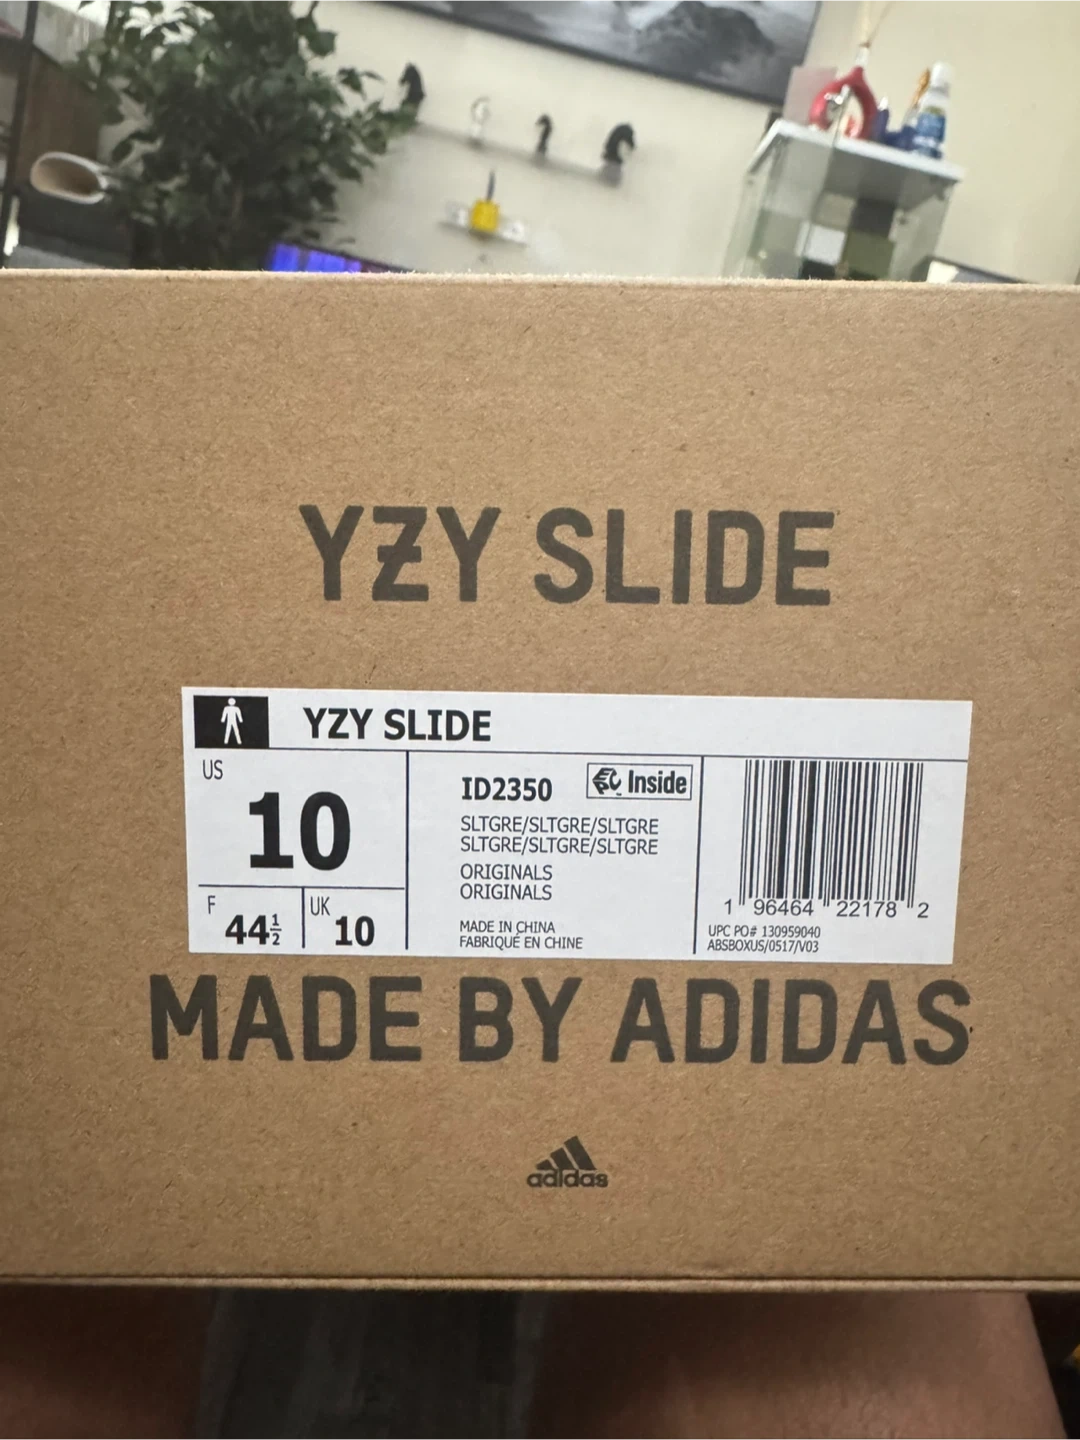 YZY SLIDE
YZY SLIDE
US
10
F
44½
UK
10
ID2350
EPC Inside
SLTGRE/SLTGRE/SLTGRE
SLTGRE/SLTGRE/SLTGRE
ORIGINALS
ORIGINALS
MADE IN CHINA
FABRIQUÉ EN CHINE
1 96464 22178 2
UPC PO# 130959040
ABSBOXUS/0517/V03
MADE BY ADIDAS
adidas